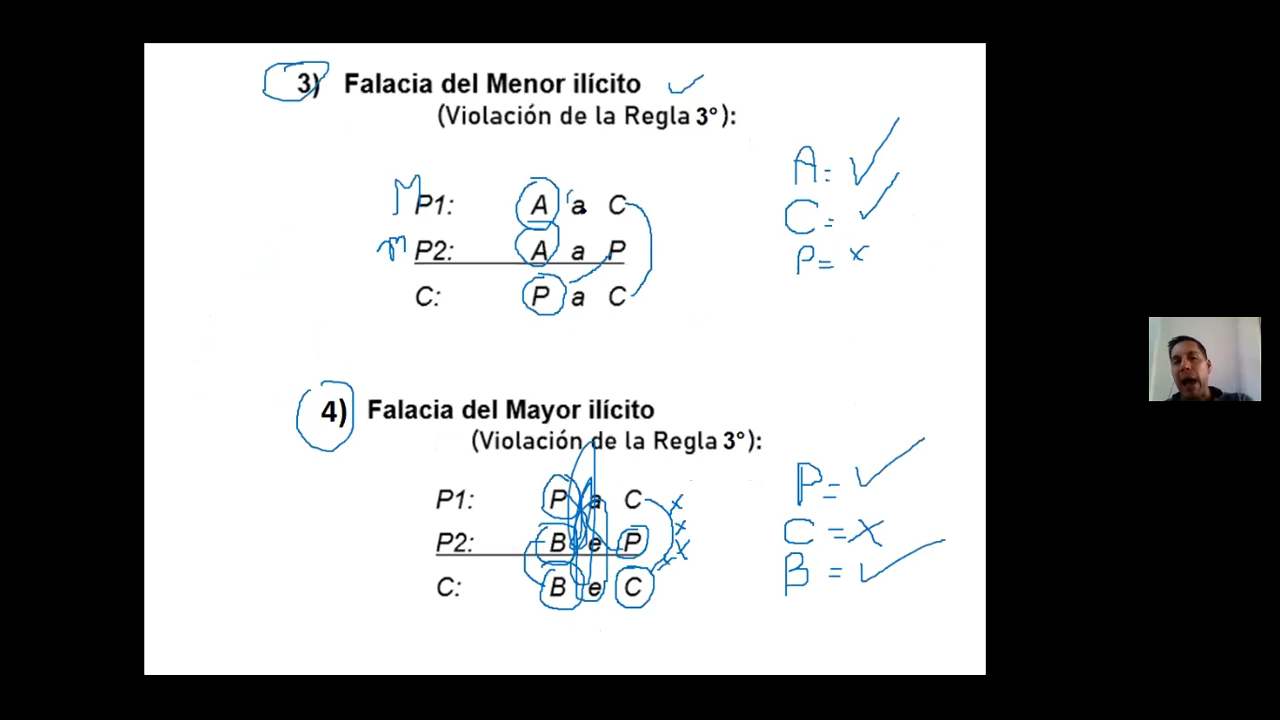 3) Falacia del Menor ilícito
(Violación de la Regla 3°):
M P1: A a C
m P2: A a P
C: P a C
A =
C =
P = x
4) Falacia del Mayor ilícito
(Violación de la Regla 3°):
P1: P a C x
x
P2: B e P x
x
C: B e C
P =
C = X
B =